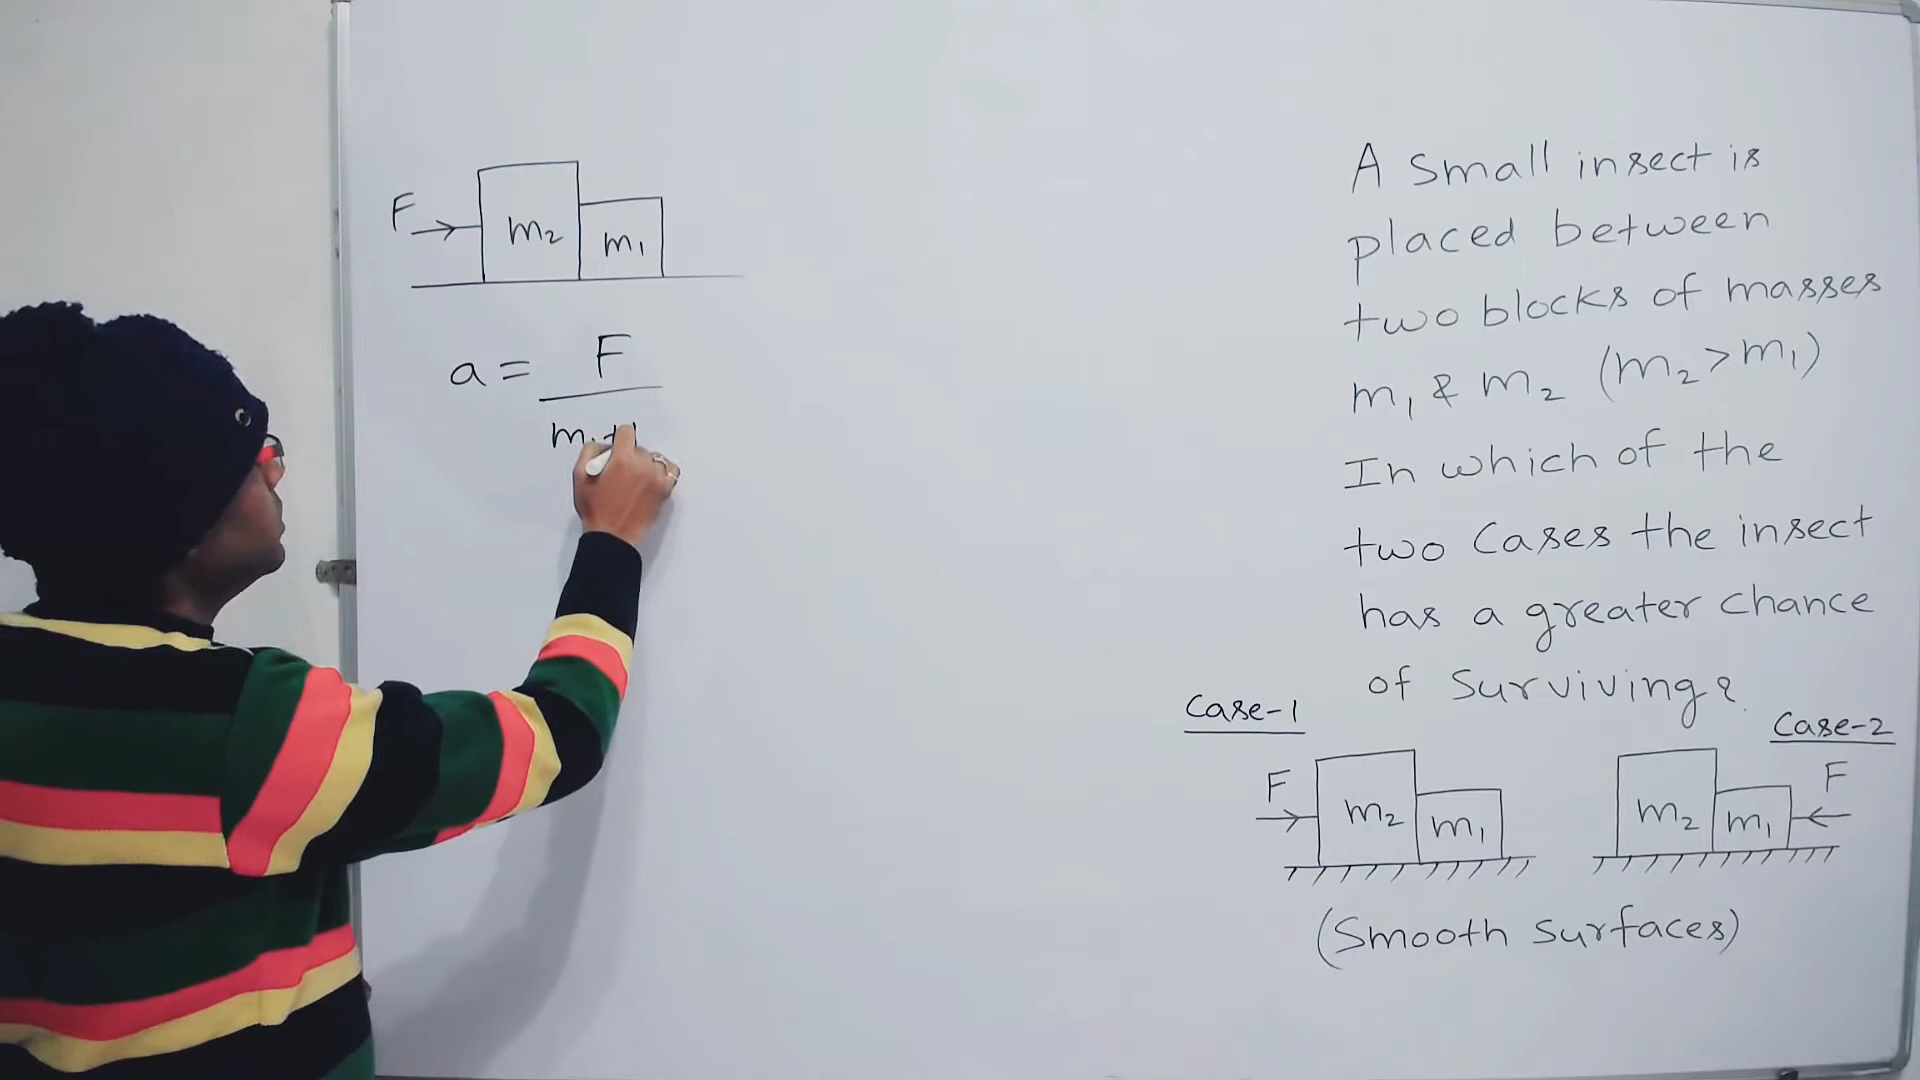 F
m₂
m₁
a = F
m₁ +
A small insect is
placed between
two blocks of masses
m₁ & m₂ (m₂ > m₁)
In which of the
two Cases the insect
has a greater chance
of Surviving?
Case-1
Case-2
F
m₂
m₁
m₂
m₁
F
(Smooth surfaces)